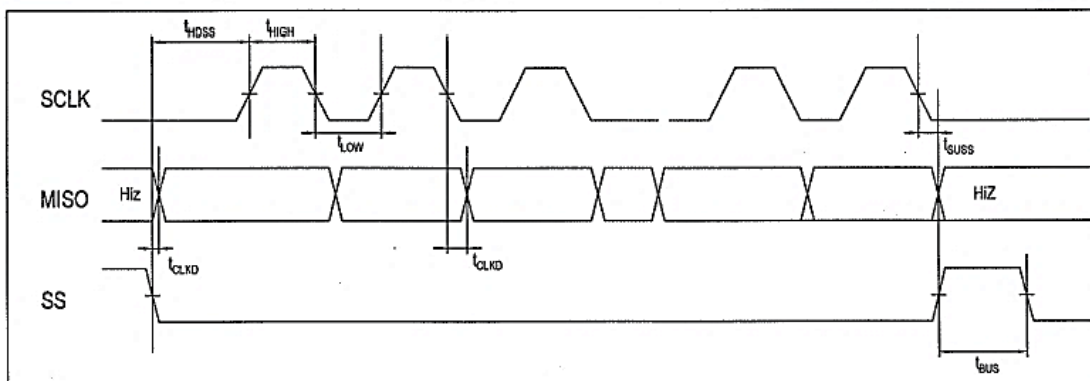 tHDSS tHIGH
SCLK
tLOW
tSUSS
MISO Hiz HiZ
tCLKD tCLKD
SS
tBUS